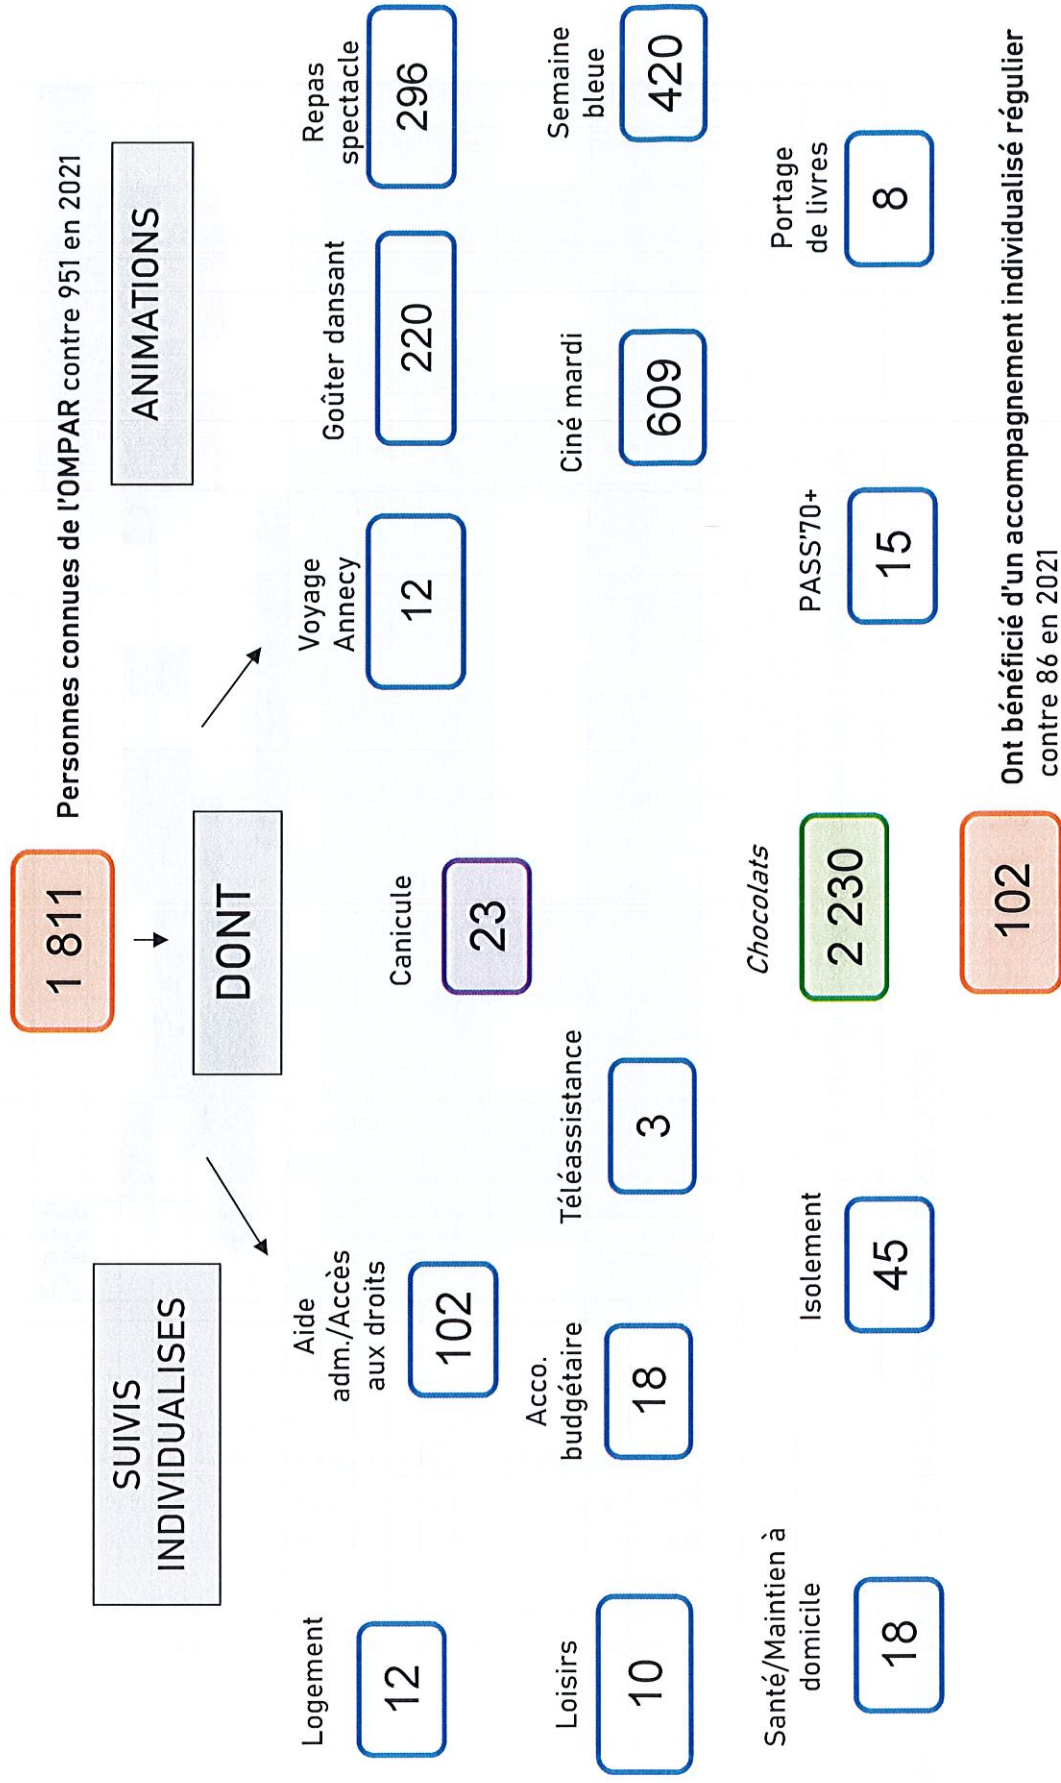 1 811
Personnes connues de l'OMPAR contre 951 en 2021
SUIVIS
INDIVIDUALISES
DONT
ANIMATIONS
Logement
12
Aide
adm./Accès
aux droits
102
Canicule
23
Voyage
Annecy
12
Goûter dansant
220
Repas
spectacle
296
Loisirs
10
Acco.
budgétaire
18
Téléassistance
3
Ciné mardi
609
Semaine
bleue
420
Santé/Maintien à
domicile
18
Isolement
45
Chocolats
2 230
PASS'70+
15
Portage
de livres
8
102
Ont bénéficié d'un accompagnement individualisé régulier
contre 86 en 2021